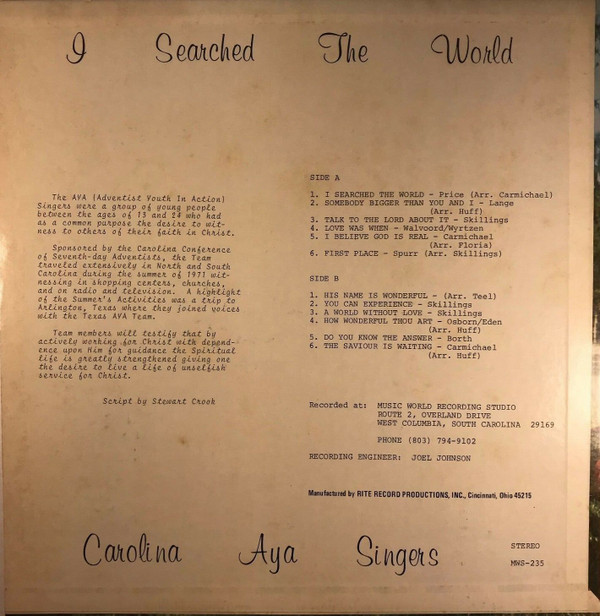 I Searched The World
The AYA (Adventist Youth In Action)
Singers were a group of young people
between the ages of 13 and 24 who had
as a common purpose the desire to wit-
ness to others of their faith in Christ.
Sponsored by the Carolina Conference
of Seventh-day Adventists, the Team
traveled extensively in North and South
Carolina during the summer of 1971 wit-
nessing in shopping centers, churches,
and on radio and television. A highlight
of the Summer's Activities was a trip to
Arlington, Texas where they joined voices
with the Texas AYA Team.
Team members will testify that by
actively working for Christ with depend-
ence upon Him for guidance the Spiritual
life is greatly strengthened giving one
the desire to live a life of unselfish
service for Christ.
Script by Stewart Crook
SIDE A
1. I SEARCHED THE WORLD - Price (Arr. Carmichael)
2. SOMEBODY BIGGER THAN YOU AND I - Lange
(Arr. Huff)
3. TALK TO THE LORD ABOUT IT - Skillings
4. LOVE WAS WHEN - Walvoord/Wyrtzen
5. I BELIEVE GOD IS REAL - Carmichael
(Arr. Floria)
6. FIRST PLACE - Spurr (Arr. Skillings)
SIDE B
1. HIS NAME IS WONDERFUL - (Arr. Teel)
2. YOU CAN EXPERIENCE - Skillings
3. A WORLD WITHOUT LOVE - Skillings
4. HOW WONDERFUL THOU ART - Osborn/Eden
(Arr. Huff)
5. DO YOU KNOW THE ANSWER - Borth
6. THE SAVIOUR IS WAITING - Carmichael
(Arr. Huff)
Recorded at: MUSIC WORLD RECORDING STUDIO
ROUTE 2, OVERLAND DRIVE
WEST COLUMBIA, SOUTH CAROLINA 29169
PHONE (803) 794-9102
RECORDING ENGINEER: JOEL JOHNSON
Manufactured by RITE RECORD PRODUCTIONS, INC., Cincinnati, Ohio 45215
Carolina Aya Singers
STEREO
MWS-235